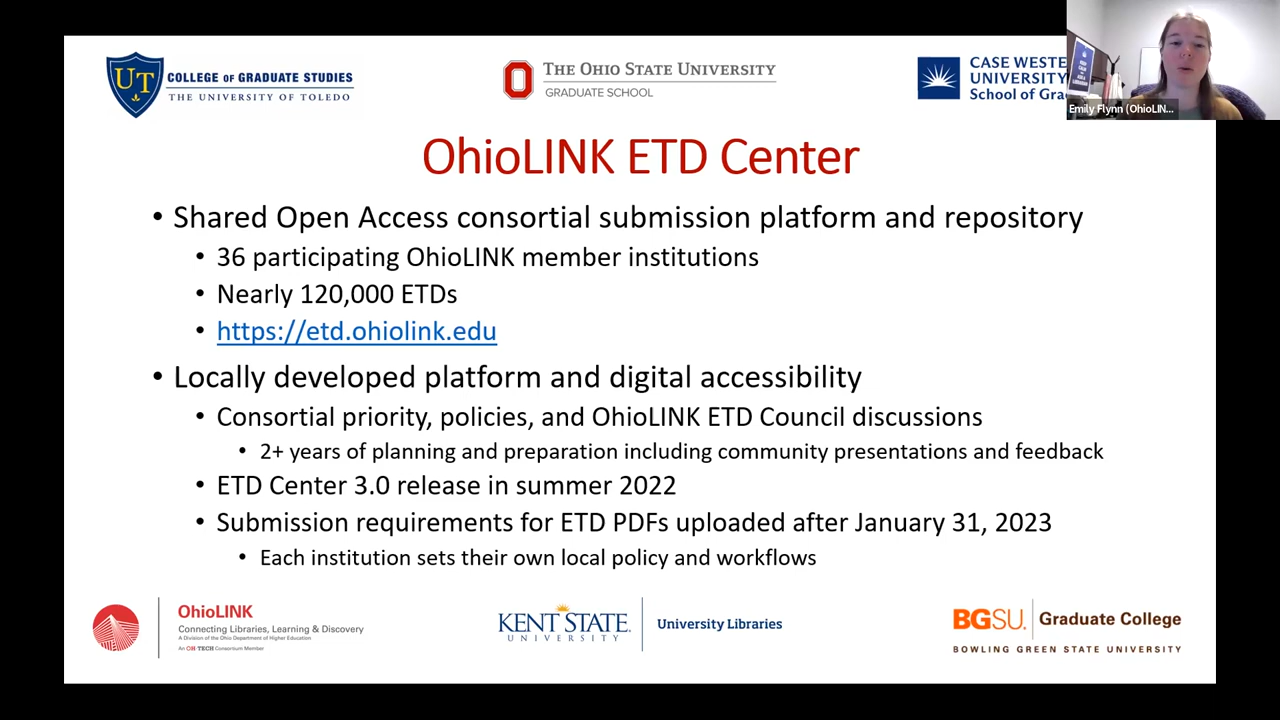 UT
COLLEGE of GRADUATE STUDIES
THE UNIVERSITY OF TOLEDO
THE OHIO STATE UNIVERSITY
GRADUATE SCHOOL
CASE WESTE
UNIVERSITY
School of Gra
Emily Flynn (OhioLIN...
OhioLINK ETD Center
• Shared Open Access consortial submission platform and repository
• 36 participating OhioLINK member institutions
• Nearly 120,000 ETDs
• https://etd.ohiolink.edu
• Locally developed platform and digital accessibility
• Consortial priority, policies, and OhioLINK ETD Council discussions
• 2+ years of planning and preparation including community presentations and feedback
• ETD Center 3.0 release in summer 2022
• Submission requirements for ETD PDFs uploaded after January 31, 2023
• Each institution sets their own local policy and workflows
OhioLINK
Connecting Libraries, Learning & Discovery
A Division of the Ohio Department of Higher Education
An OH TECH Consortium Member
KENT STATE
UNIVERSITY
University Libraries
BGSU. Graduate College
BOWLING GREEN STATE UNIVERSITY